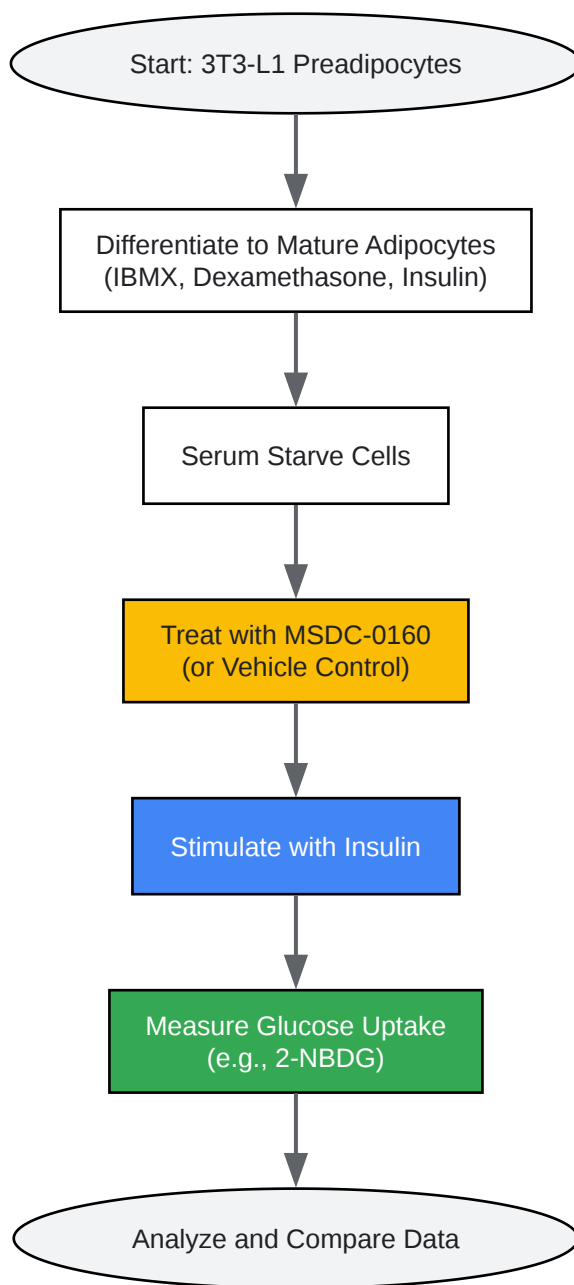 Start: 3T3-L1 Preadipocytes
Differentiate to Mature Adipocytes
(IBMX, Dexamethasone, Insulin)
Serum Starve Cells
Treat with MSDC-0160
(or Vehicle Control)
Stimulate with Insulin
Measure Glucose Uptake
(e.g., 2-NBDG)
Analyze and Compare Data